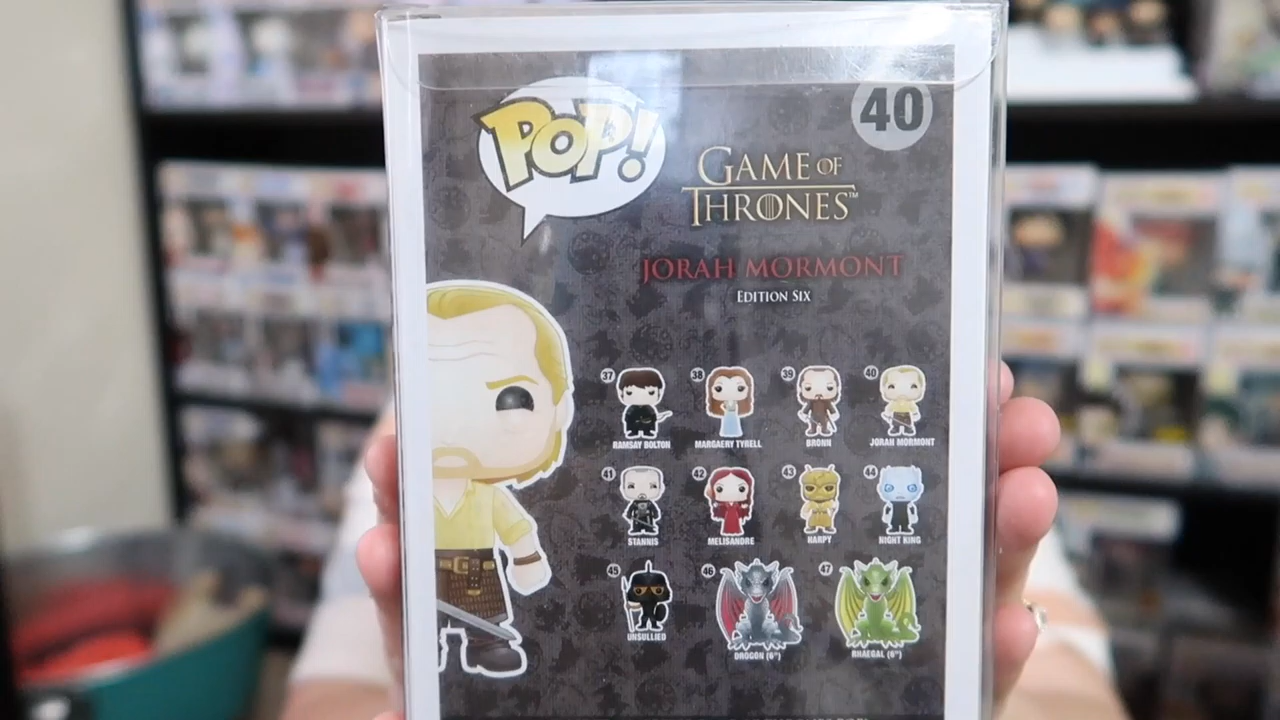 POP!
40
GAME OF
THRONES™
JORAH MORMONT
EDITION SIX
37 38 39 40
RAMSAY BOLTON MARGAERY TYRELL BRONN JORAH MORMONT
41 42 43 44
STANNIS MELISANDRE HARPY NIGHT KING
45 46 47
UNSULLIED DROGON (6") RHAEGAL (6")